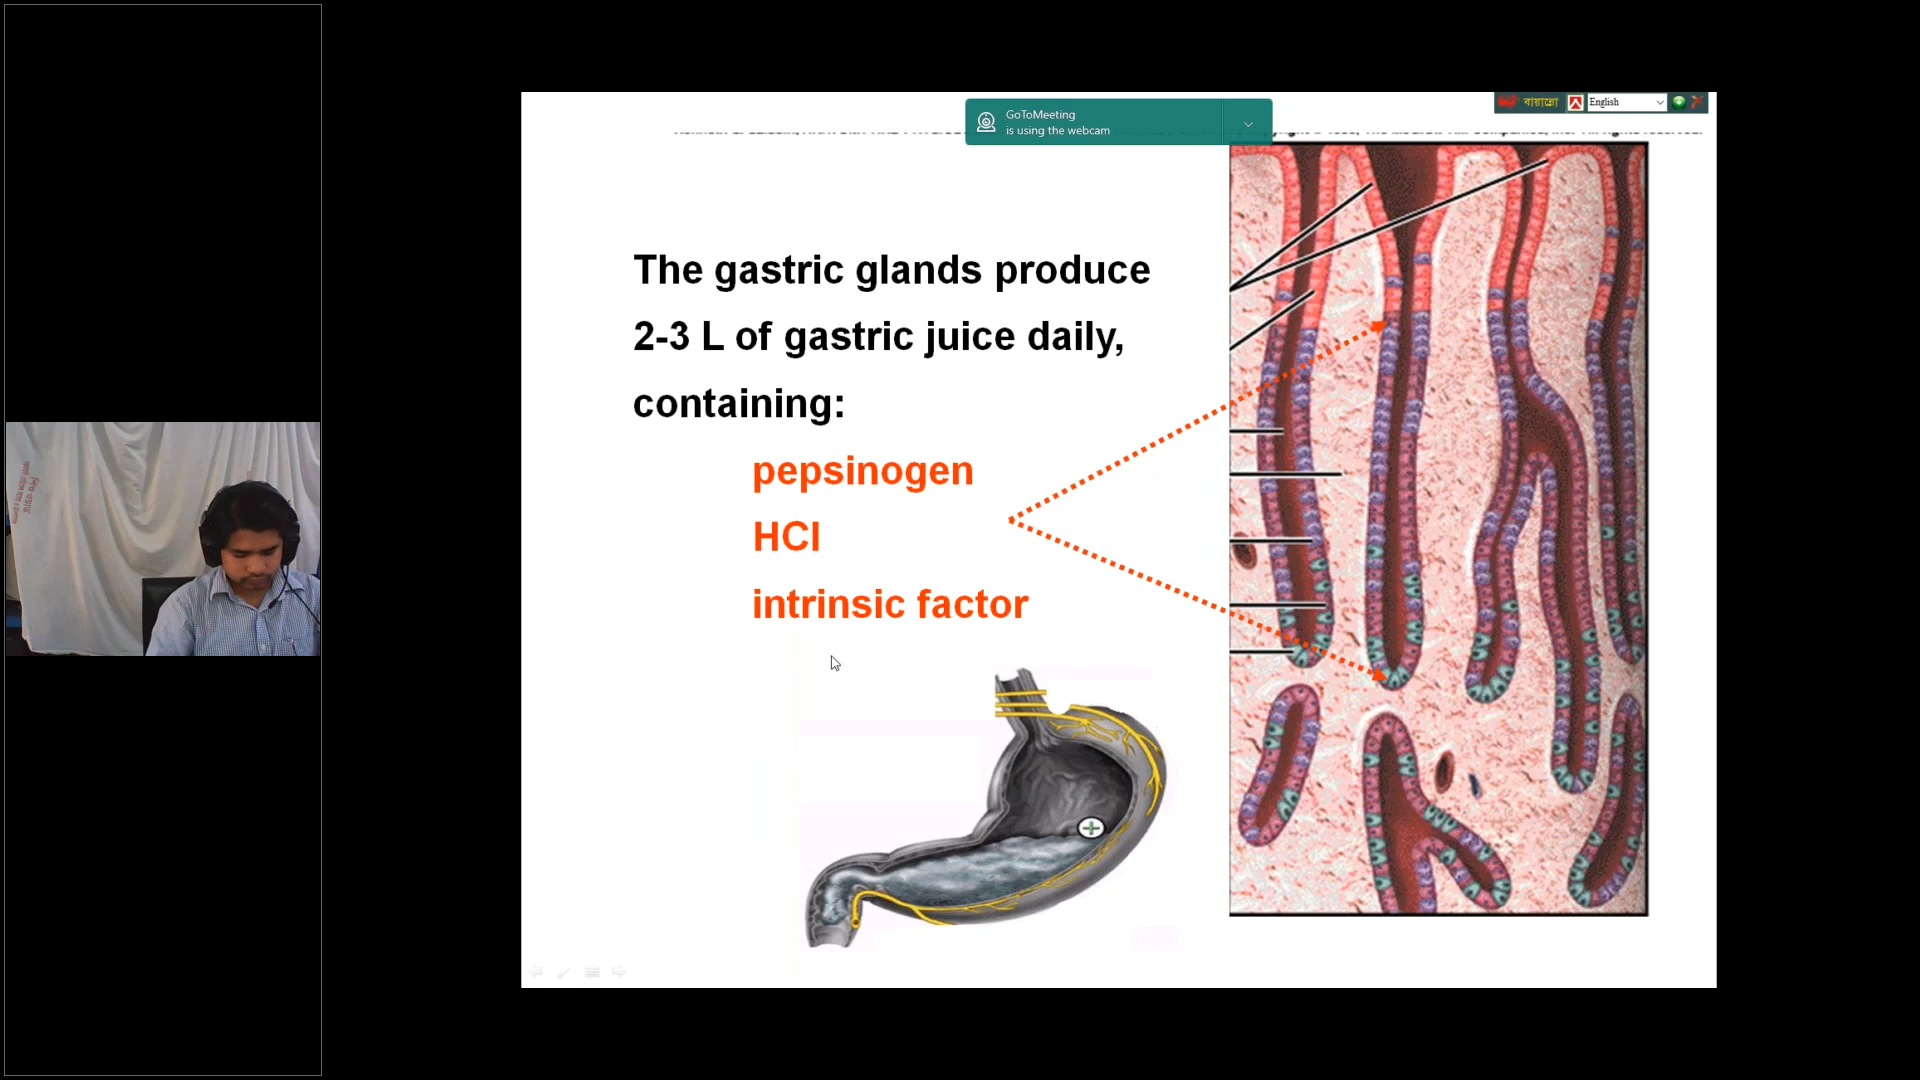 GoToMeeting
is using the webcam
বায়ান্নো
English
The gastric glands produce
2-3 L of gastric juice daily,
containing:
pepsinogen
HCl
intrinsic factor